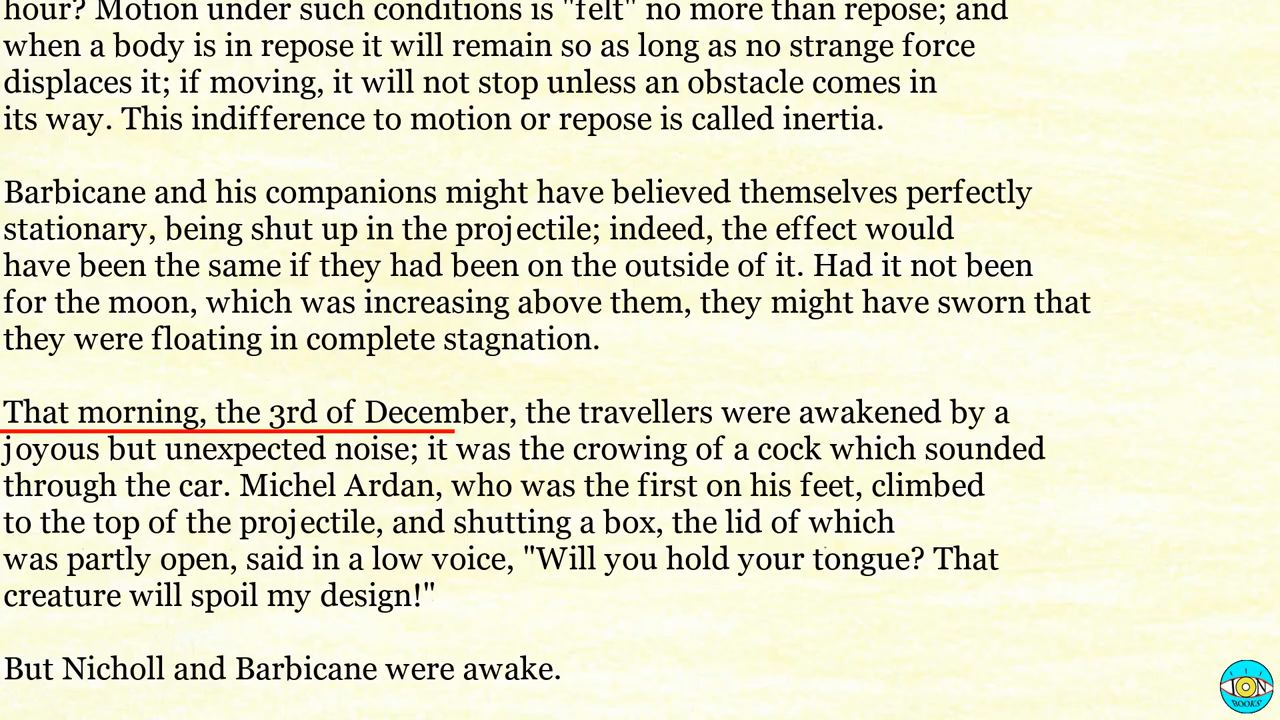 hour? Motion under such conditions is "felt" no more than repose; and
when a body is in repose it will remain so as long as no strange force
displaces it; if moving, it will not stop unless an obstacle comes in
its way. This indifference to motion or repose is called inertia.
Barbicane and his companions might have believed themselves perfectly
stationary, being shut up in the projectile; indeed, the effect would
have been the same if they had been on the outside of it. Had it not been
for the moon, which was increasing above them, they might have sworn that
they were floating in complete stagnation.
That morning, the 3rd of December, the travellers were awakened by a
joyous but unexpected noise; it was the crowing of a cock which sounded
through the car. Michel Ardan, who was the first on his feet, climbed
to the top of the projectile, and shutting a box, the lid of which
was partly open, said in a low voice, "Will you hold your tongue? That
creature will spoil my design!"
But Nicholl and Barbicane were awake.
ION
BOOKS